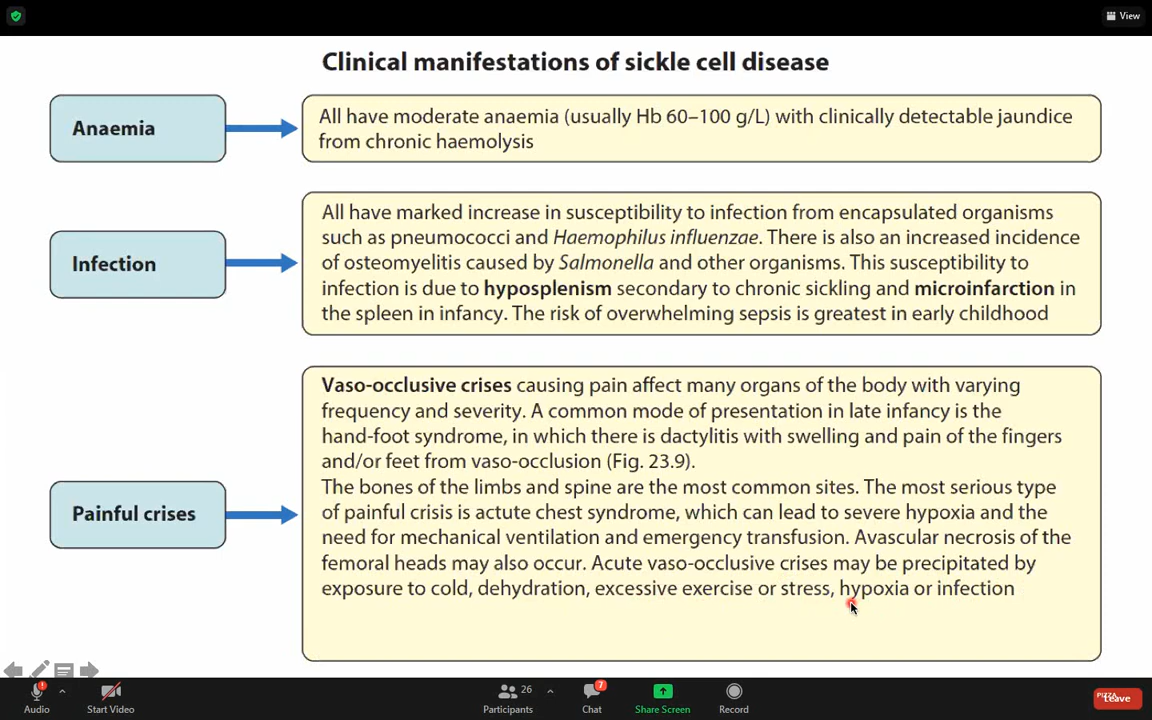 View
Clinical manifestations of sickle cell disease
Anaemia
All have moderate anaemia (usually Hb 60–100 g/L) with clinically detectable jaundice
from chronic haemolysis
Infection
All have marked increase in susceptibility to infection from encapsulated organisms
such as pneumococci and Haemophilus influenzae. There is also an increased incidence
of osteomyelitis caused by Salmonella and other organisms. This susceptibility to
infection is due to hyposplenism secondary to chronic sickling and microinfarction in
the spleen in infancy. The risk of overwhelming sepsis is greatest in early childhood
Painful crises
Vaso-occlusive crises causing pain affect many organs of the body with varying
frequency and severity. A common mode of presentation in late infancy is the
hand-foot syndrome, in which there is dactylitis with swelling and pain of the fingers
and/or feet from vaso-occlusion (Fig. 23.9).
The bones of the limbs and spine are the most common sites. The most serious type
of painful crisis is actute chest syndrome, which can lead to severe hypoxia and the
need for mechanical ventilation and emergency transfusion. Avascular necrosis of the
femoral heads may also occur. Acute vaso-occlusive crises may be precipitated by
exposure to cold, dehydration, excessive exercise or stress, hypoxia or infection
Audio
Start Video
26
Participants
7
Chat
Share Screen
Record
PIZZA
Leave